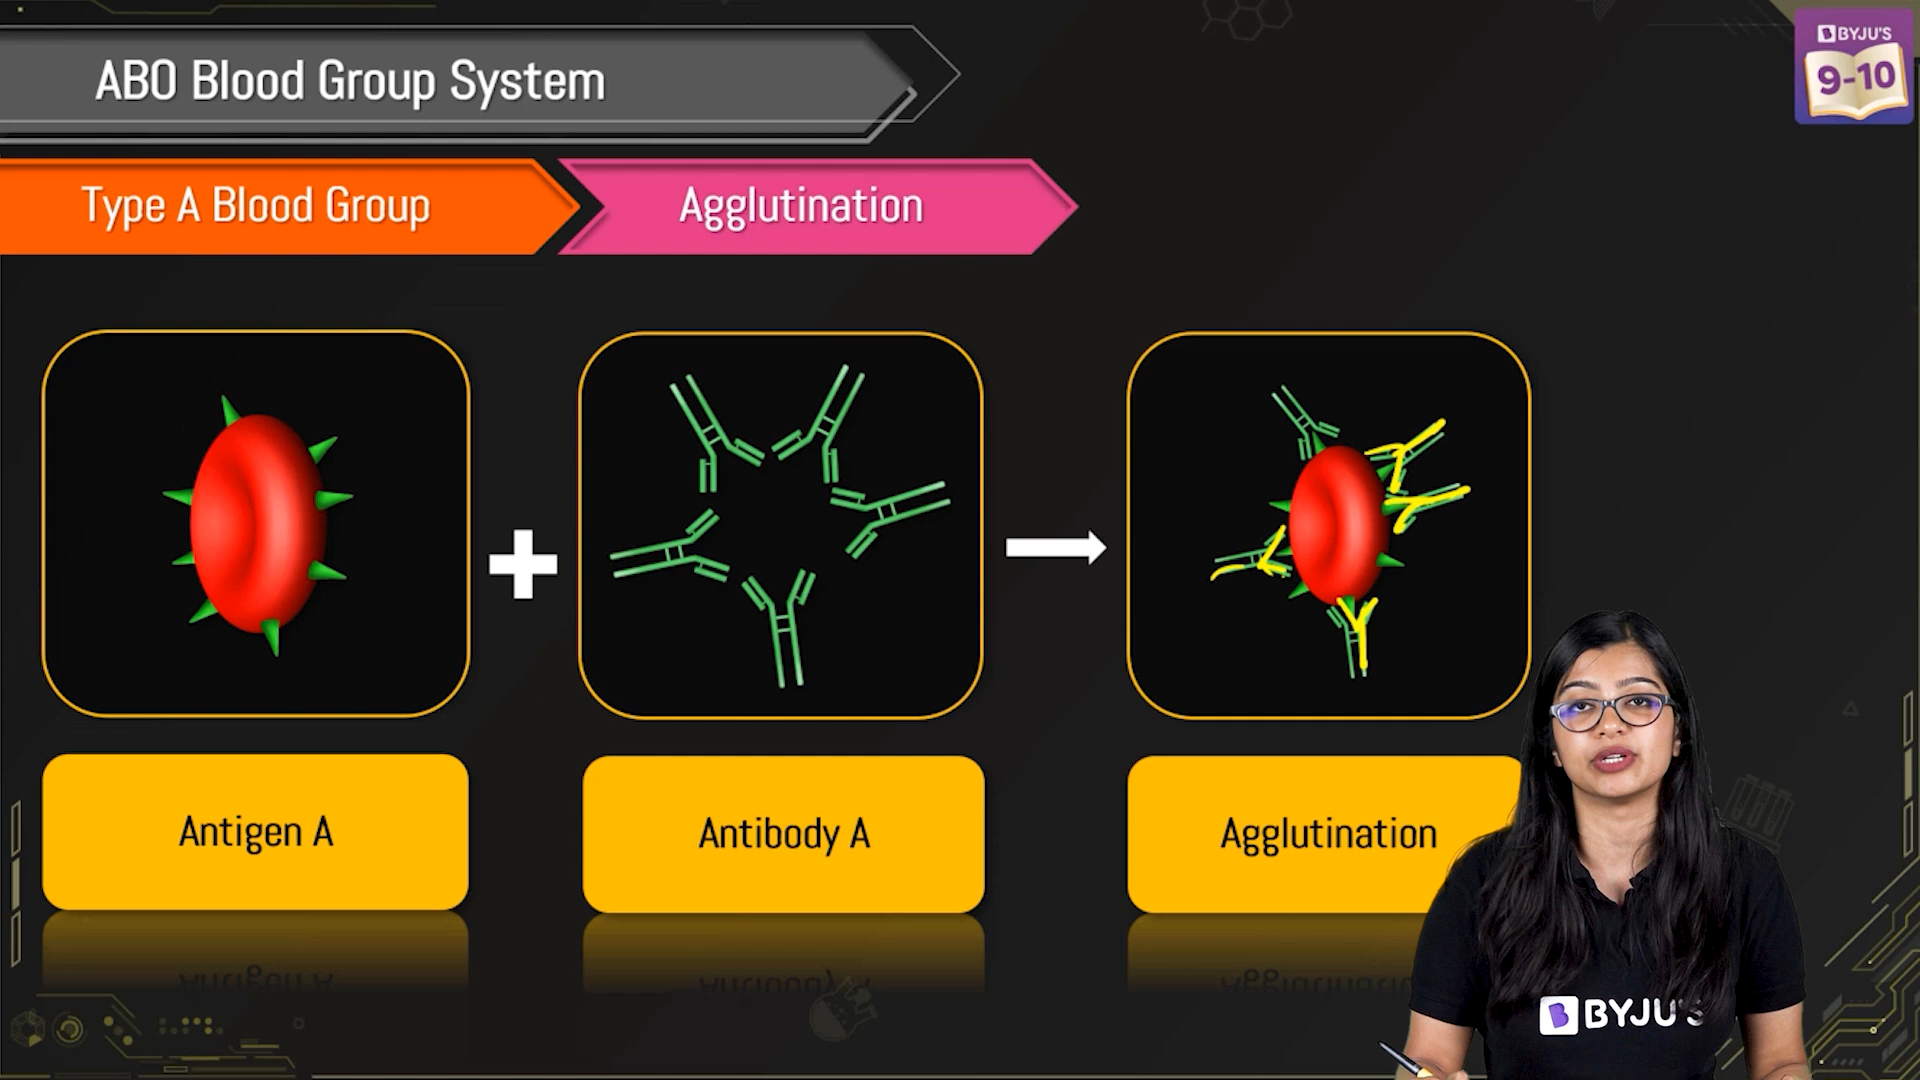 ABO Blood Group System
BYJU'S
9-10
Type A Blood Group
Agglutination
Antigen A
Antibody A
Agglutination
BYJU'S